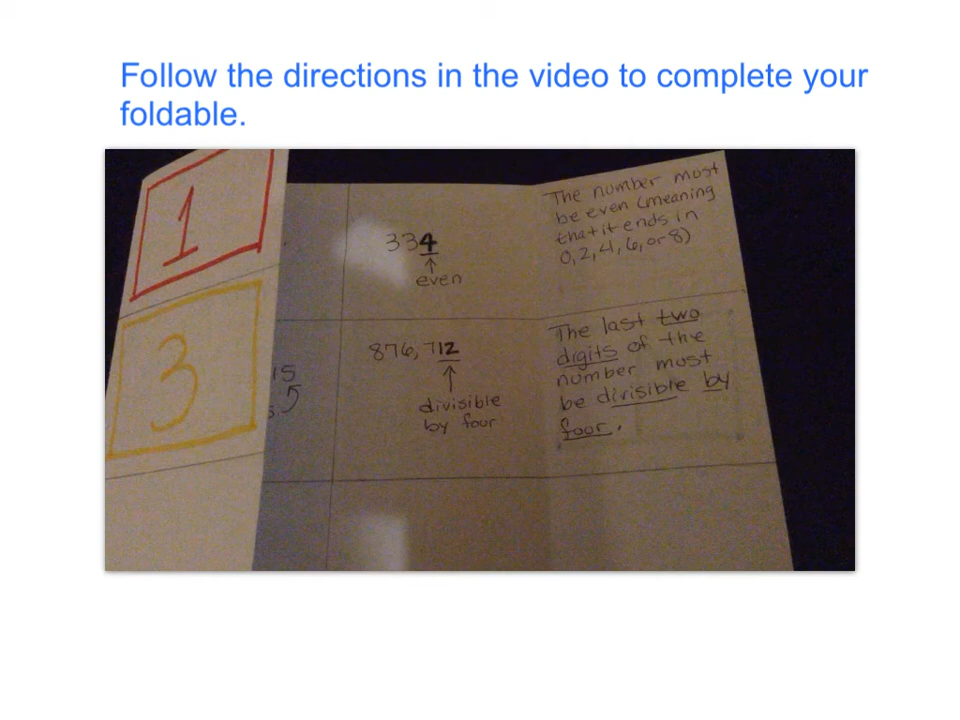 Follow the directions in the video to complete your
foldable.
1
334
even
The number must
be even (meaning
that it ends in
0, 2, 4, 6, or 8)
3
15
5
876,712
divisible
by four
The last two
digits of the
number must
be divisible by
four.